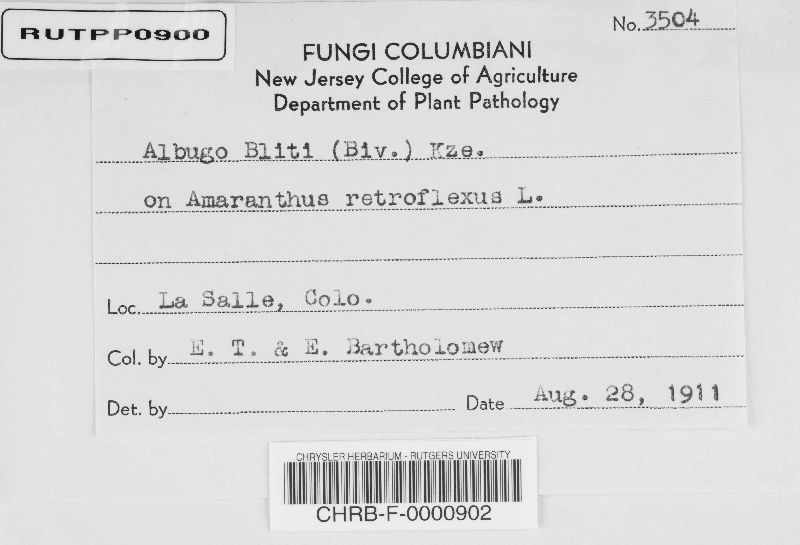 RUTPP0900
No. 3504
FUNGI COLUMBIANI
New Jersey College of Agriculture
Department of Plant Pathology
Albugo Bliti (Biv.) Kze.
on Amaranthus retroflexus L.
Loc. La Salle, Colo.
Col. by E. T. & E. Bartholomew
Det. by Date Aug. 28, 1911
CHRYSLER HERBARIUM - RUTGERS UNIVERSITY
CHRB-F-0000902